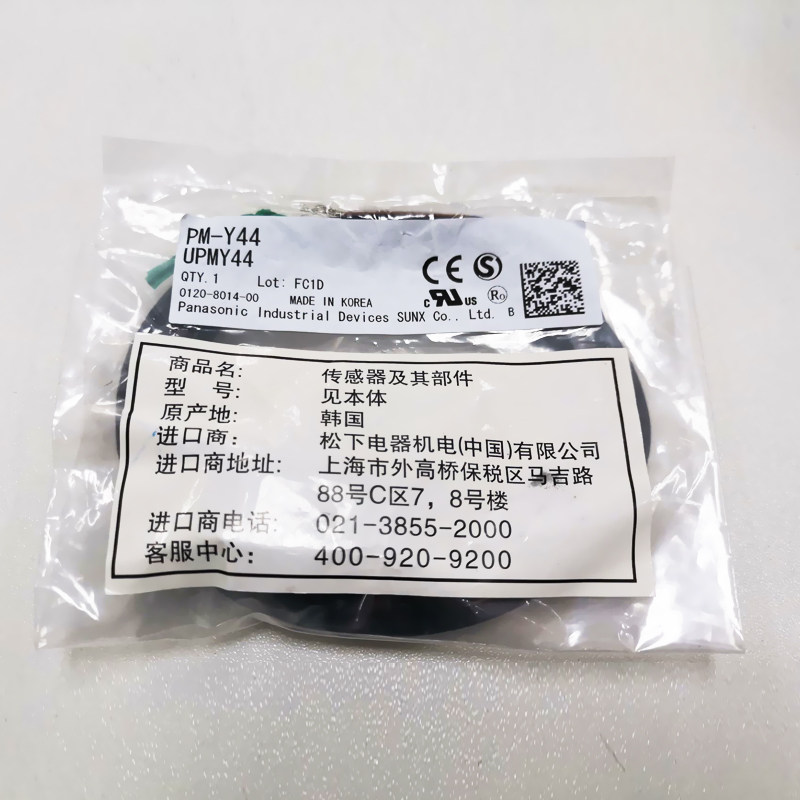 PM-Y44
UPMY44
QTY.1 Lot: FC1D
0120-8014-00 MADE IN KOREA
Panasonic Industrial Devices SUNX Co., Ltd. B
CE S
c RU us Ro
商品名: 传感器及其部件
型 号: 见本体
原产地: 韩国
进口商: 松下电器机电(中国)有限公司
进口商地址: 上海市外高桥保税区马吉路
88号C区7, 8号楼
进口商电话: 021-3855-2000
客服中心: 400-920-9200